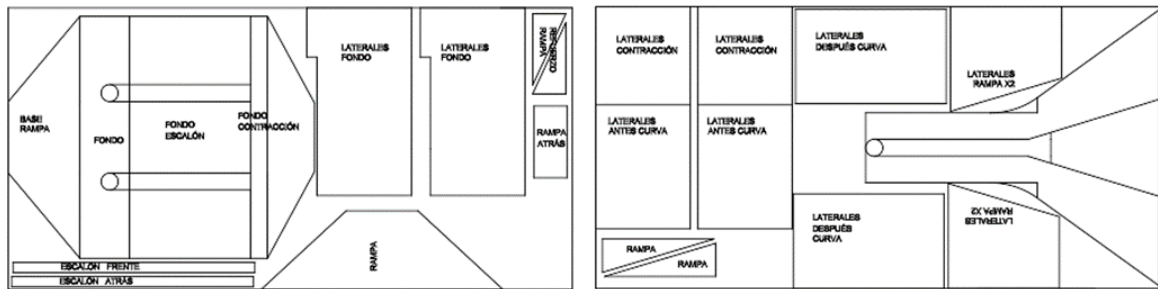 LATERALES
FONDO
LATERALES
FONDO
REFUERZO
RAMPA
BASE
RAMPA
FONDO
FONDO
ESCALÓN
FONDO
CONTRACCIÓN
RAMPA
ATRÁS
RAMPA
ESCALON FRENTE
ESCALON ATRÁS
LATERALES
CONTRACCIÓN
LATERALES
CONTRACCIÓN
LATERALES
DESPUÉS CURVA
LATERALES
RAMPA X2
LATERALES
ANTES CURVA
LATERALES
ANTES CURVA
LATERALES
DESPUÉS
CURVA
LATERALES
RAMPA X2
RAMPA
RAMPA